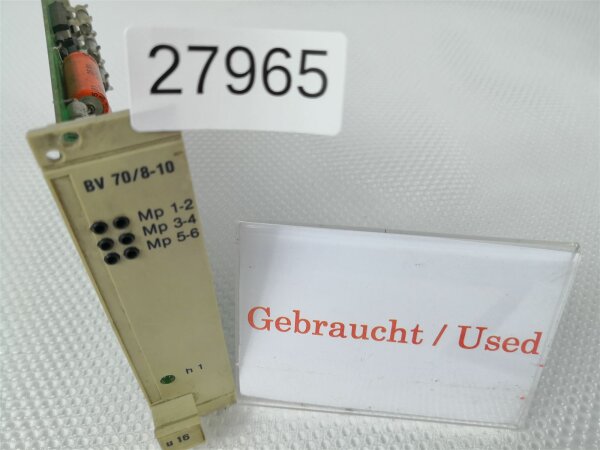 27965
BV 70/8-10
Mp 1-2
Mp 3-4
Mp 5-6
h 1
u 16
Gebraucht / Used